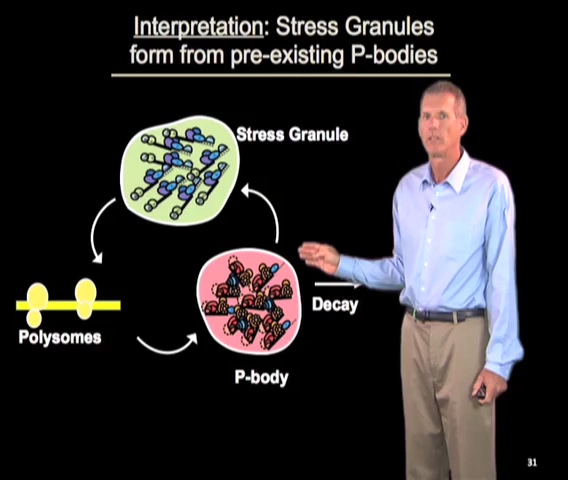 Interpretation: Stress Granules
form from pre-existing P-bodies
Stress Granule
Polysomes
Decay
P-body
31